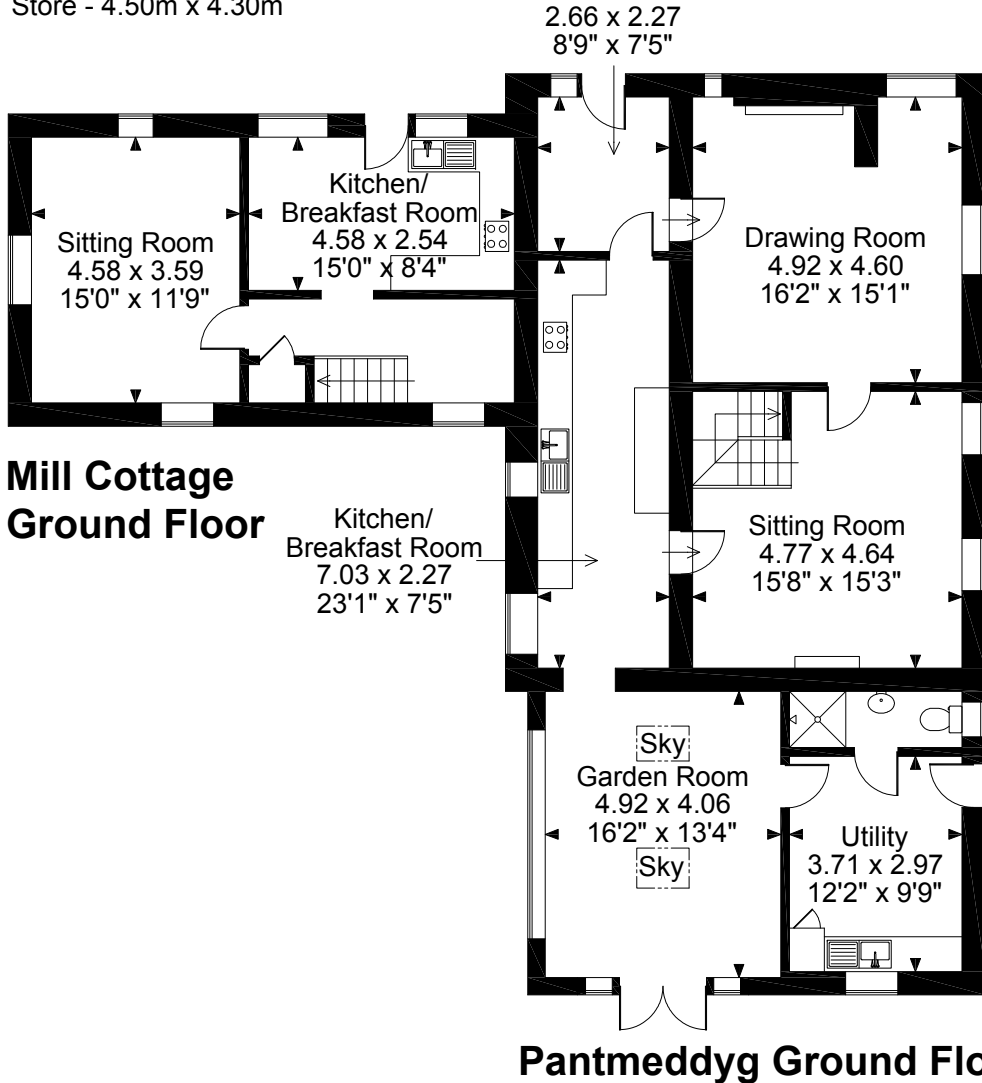 Store - 4.50m x 4.30m
2.66 x 2.27
8'9" x 7'5"
Kitchen/
Breakfast Room
4.58 x 2.54
15'0" x 8'4"
Sitting Room
4.58 x 3.59
15'0" x 11'9"
Drawing Room
4.92 x 4.60
16'2" x 15'1"
Mill Cottage
Ground Floor
Kitchen/
Breakfast Room
7.03 x 2.27
23'1" x 7'5"
Sitting Room
4.77 x 4.64
15'8" x 15'3"
Sky
Garden Room
4.92 x 4.06
16'2" x 13'4"
Sky
Utility
3.71 x 2.97
12'2" x 9'9"
Pantmeddyg Ground Flo